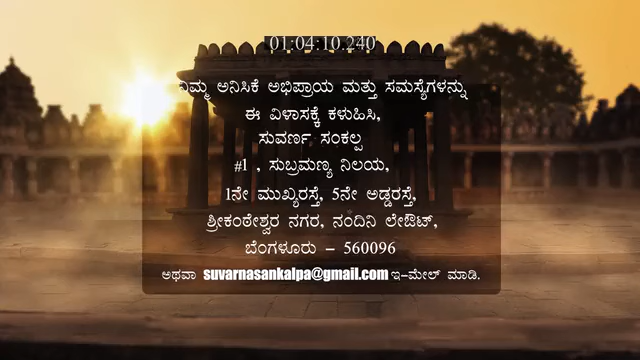 01:04:10.240
ನಿಮ್ಮ ಅನಿಸಿಕೆ ಅಭಿಪ್ರಾಯ ಮತ್ತು ಸಮಸ್ಯೆಗಳನ್ನು
ಈ ವಿಳಾಸಕ್ಕೆ ಕಳುಹಿಸಿ,
ಸುವರ್ಣ ಸಂಕಲ್ಪ
#1 , ಸುಬ್ರಮಣ್ಯ ನಿಲಯ,
1ನೇ ಮುಖ್ಯರಸ್ತೆ, 5ನೇ ಅಡ್ಡರಸ್ತೆ,
ಶ್ರೀಕಂಠೇಶ್ವರ ನಗರ, ನಂದಿನಿ ಲೇಔಟ್,
ಬೆಂಗಳೂರು – 560096
ಅಥವಾ suvarnasankalpa@gmail.com ಇ-ಮೇಲ್ ಮಾಡಿ.